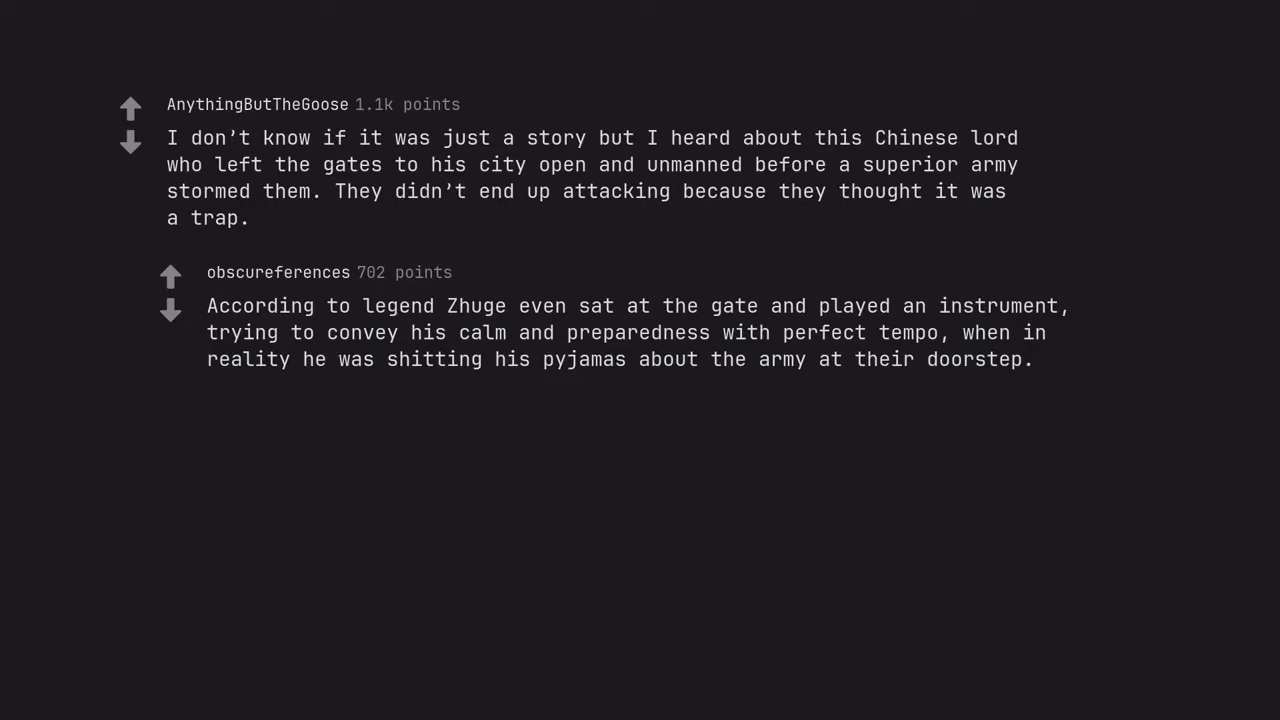 AnythingButTheGoose 1.1k points
I don’t know if it was just a story but I heard about this Chinese lord
who left the gates to his city open and unmanned before a superior army
stormed them. They didn’t end up attacking because they thought it was
a trap.
obscureferences 702 points
According to legend Zhuge even sat at the gate and played an instrument,
trying to convey his calm and preparedness with perfect tempo, when in
reality he was shitting his pyjamas about the army at their doorstep.